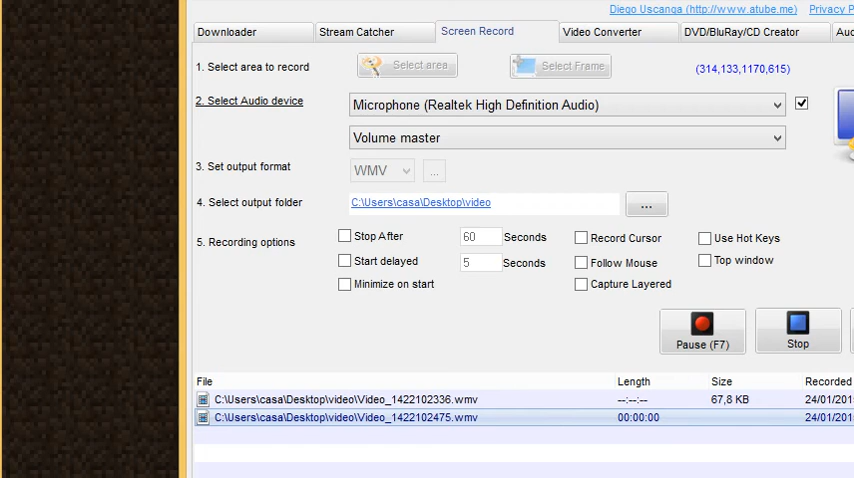 Diego Uscanga (http://www.atube.me) Privacy P
Downloader Stream Catcher Screen Record Video Converter DVD/BluRay/CD Creator Au
1. Select area to record Select area Select Frame (314,133,1170,615)
2. Select Audio device Microphone (Realtek High Definition Audio)
Volume master
3. Set output format WMV ...
4. Select output folder C:\Users\casa\Desktop\video ...
5. Recording options Stop After 60 Seconds Record Cursor Use Hot Keys
Start delayed 5 Seconds Follow Mouse Top window
Minimize on start Capture Layered
Pause (F7) Stop
File Length Size Recorded
C:\Users\casa\Desktop\video\Video_1422102336.wmv --:--:-- 67,8 KB 24/01/201
C:\Users\casa\Desktop\video\Video_1422102475.wmv 00:00:00 24/01/201